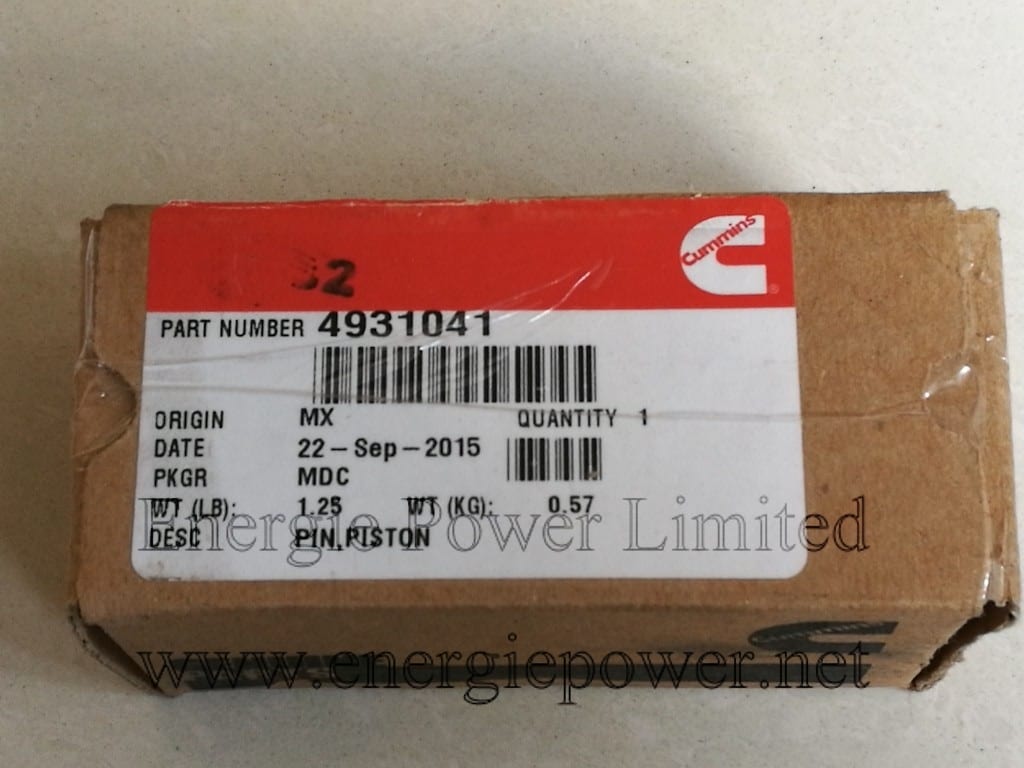 Cummins
®
32
PART NUMBER 4931041
ORIGIN MX QUANTITY 1
DATE 22-Sep-2015
PKGR MDC
WT (LB): 1.25 WT (KG): 0.57
DESC PIN,PISTON
Energie Power Limited
Cummins
www.energiepower.net